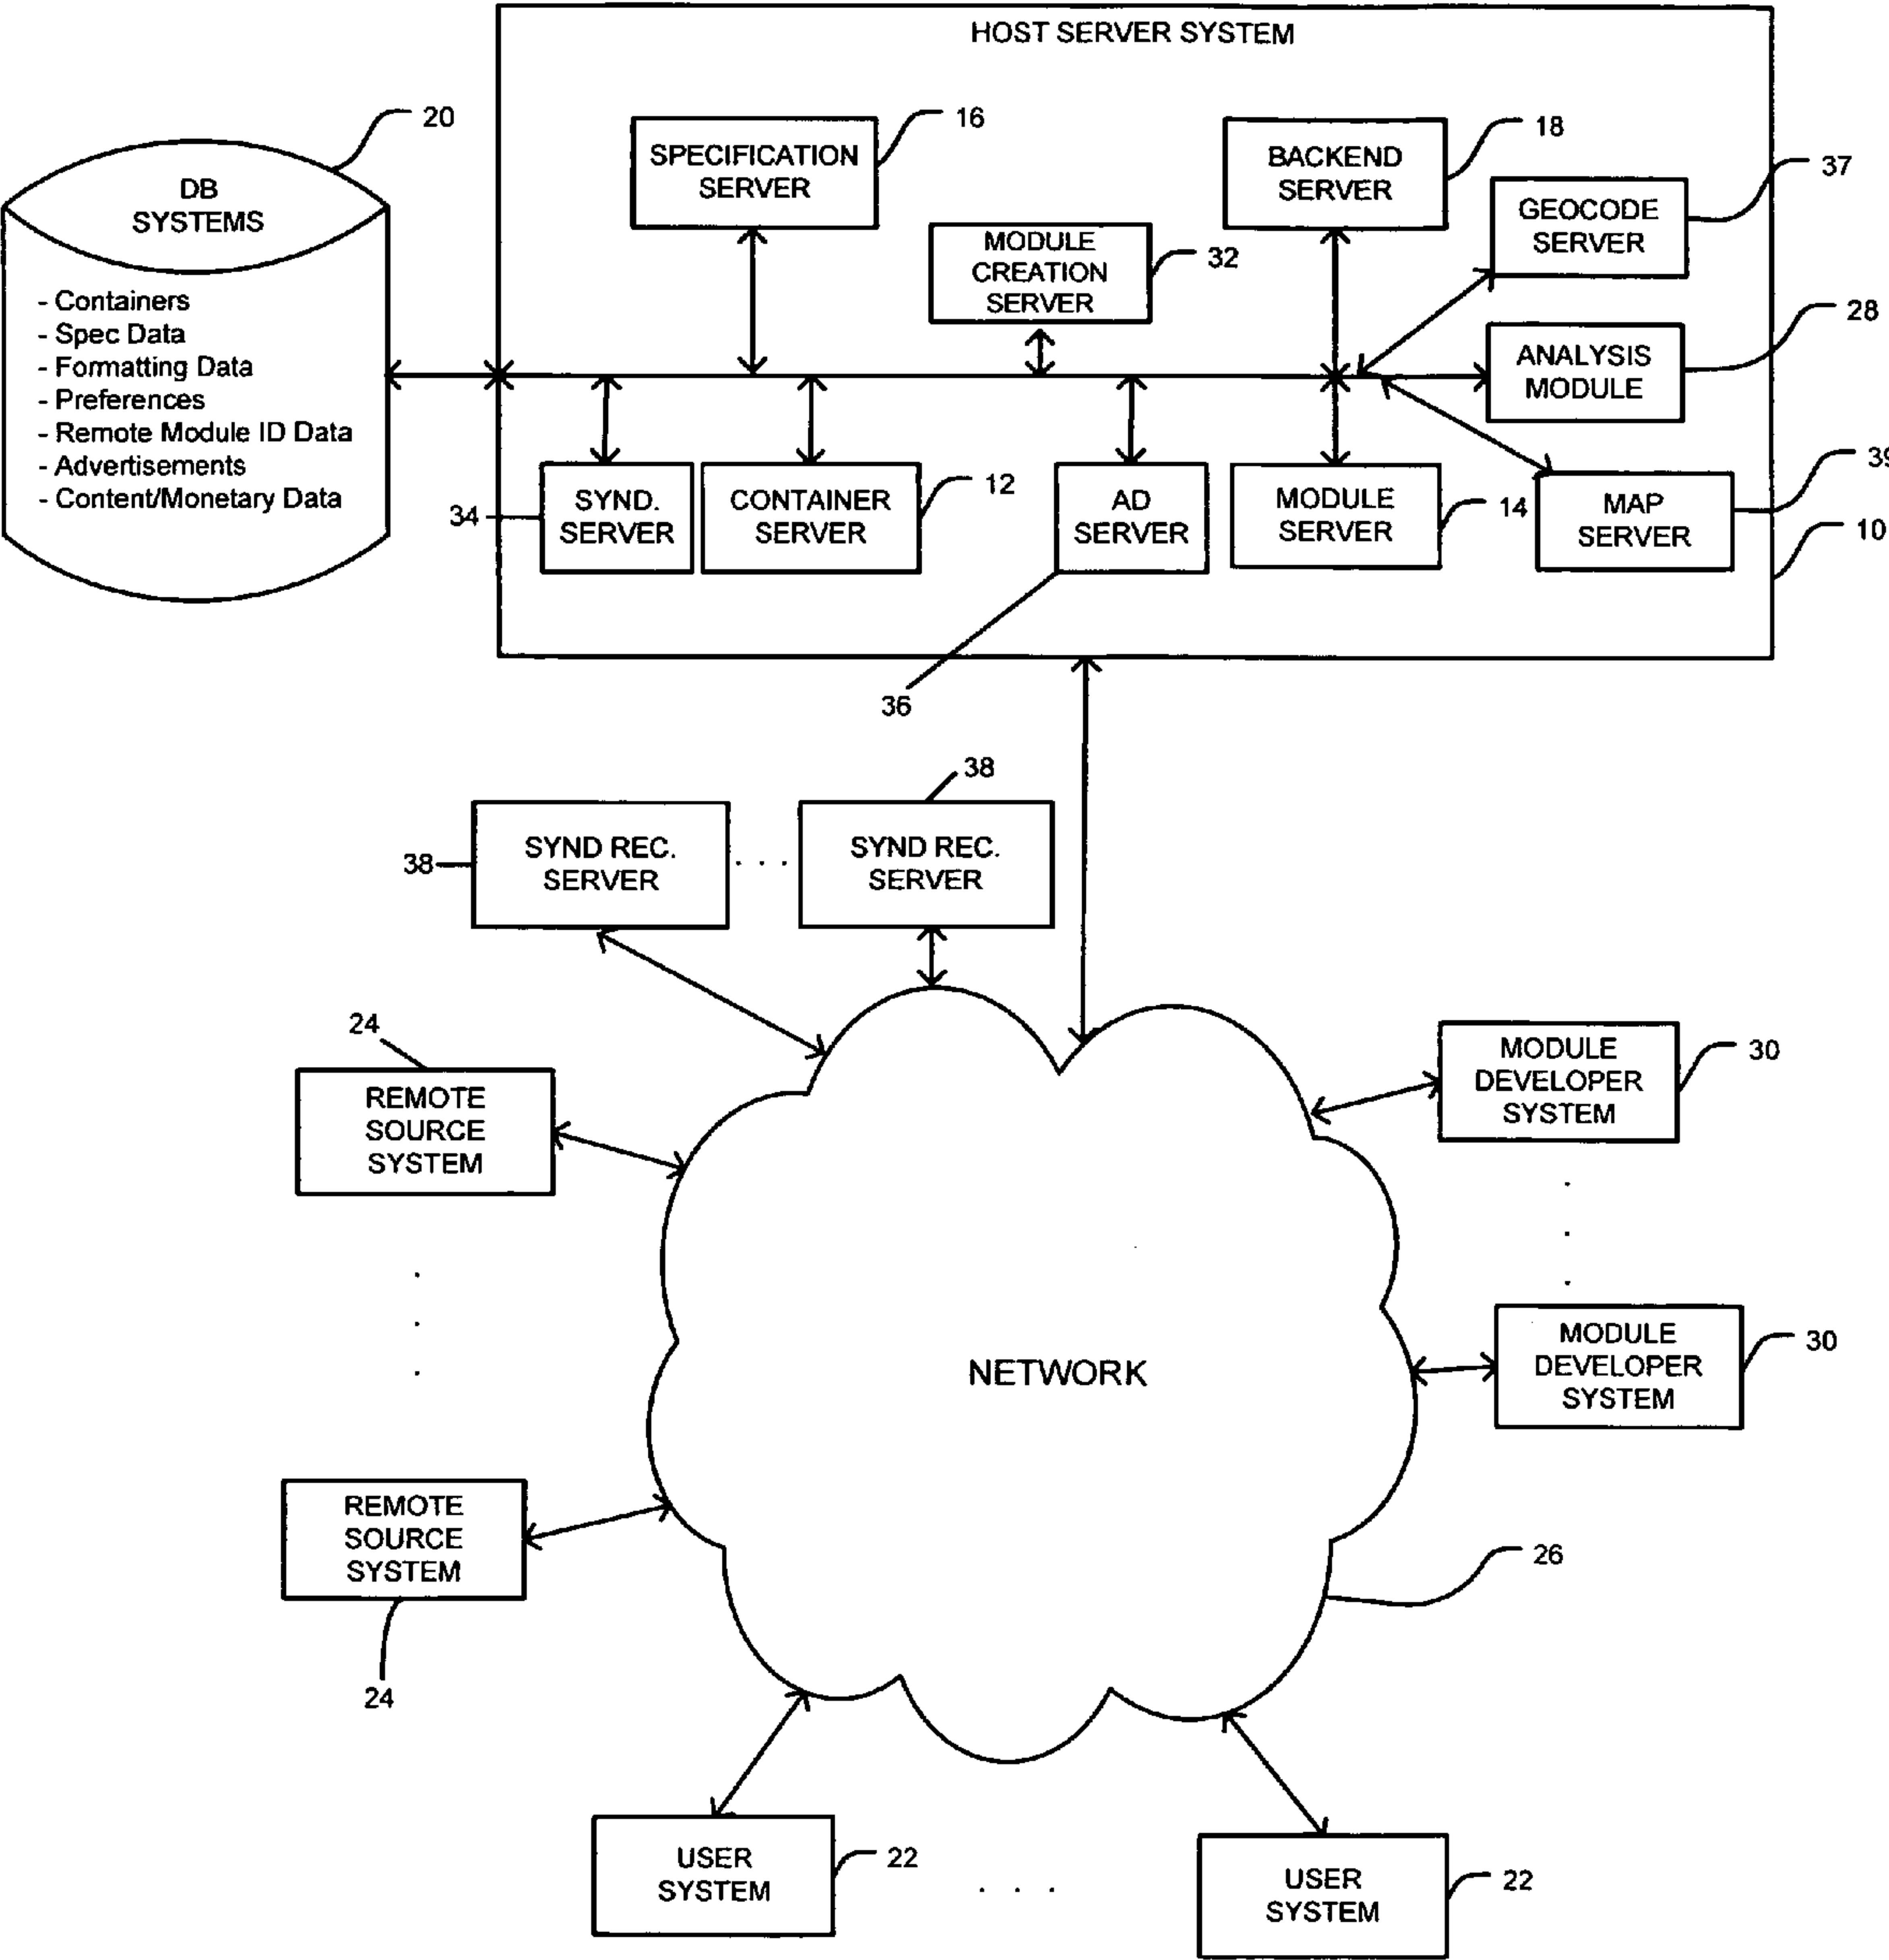 HOST SERVER SYSTEM
20
DB
SYSTEMS
- Containers
- Spec Data
- Formatting Data
- Preferences
- Remote Module ID Data
- Advertisements
- Content/Monetary Data
SPECIFICATION
SERVER
16
MODULE
CREATION
SERVER
32
BACKEND
SERVER
18
GEOCODE
SERVER
37
ANALYSIS
MODULE
28
34
SYND.
SERVER
CONTAINER
SERVER
12
AD
SERVER
36
MODULE
SERVER
14
MAP
SERVER
39
10
38
SYND REC.
SERVER
. . .
38
SYND REC.
SERVER
24
REMOTE
SOURCE
SYSTEM
MODULE
DEVELOPER
SYSTEM
30
NETWORK
MODULE
DEVELOPER
SYSTEM
30
REMOTE
SOURCE
SYSTEM
24
26
USER
SYSTEM
22
. . .
USER
SYSTEM
22